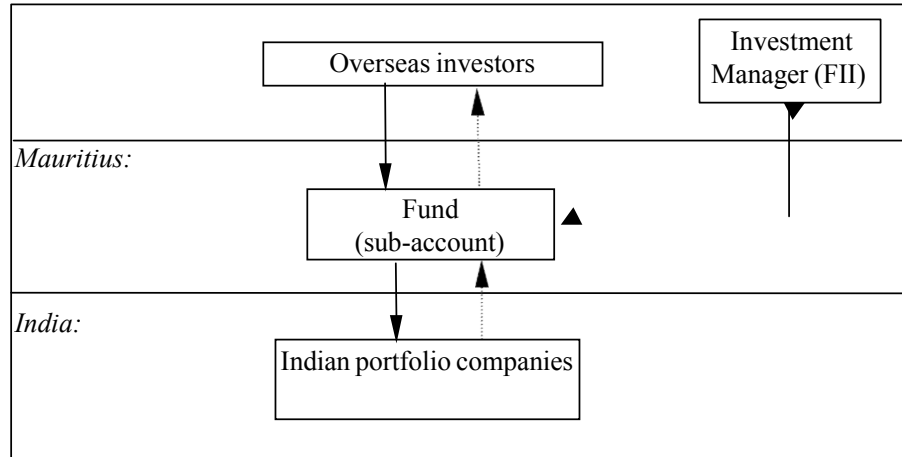 Overseas investors
Investment
Manager (FII)
Mauritius:
Fund
(sub-account)
India:
Indian portfolio companies